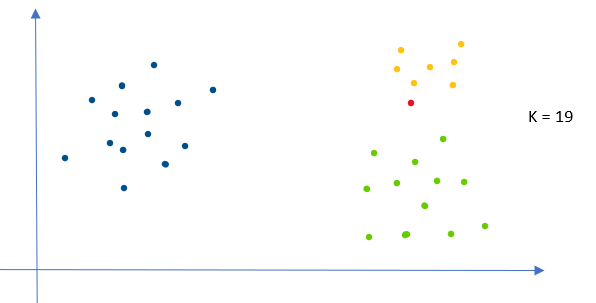 K = 19